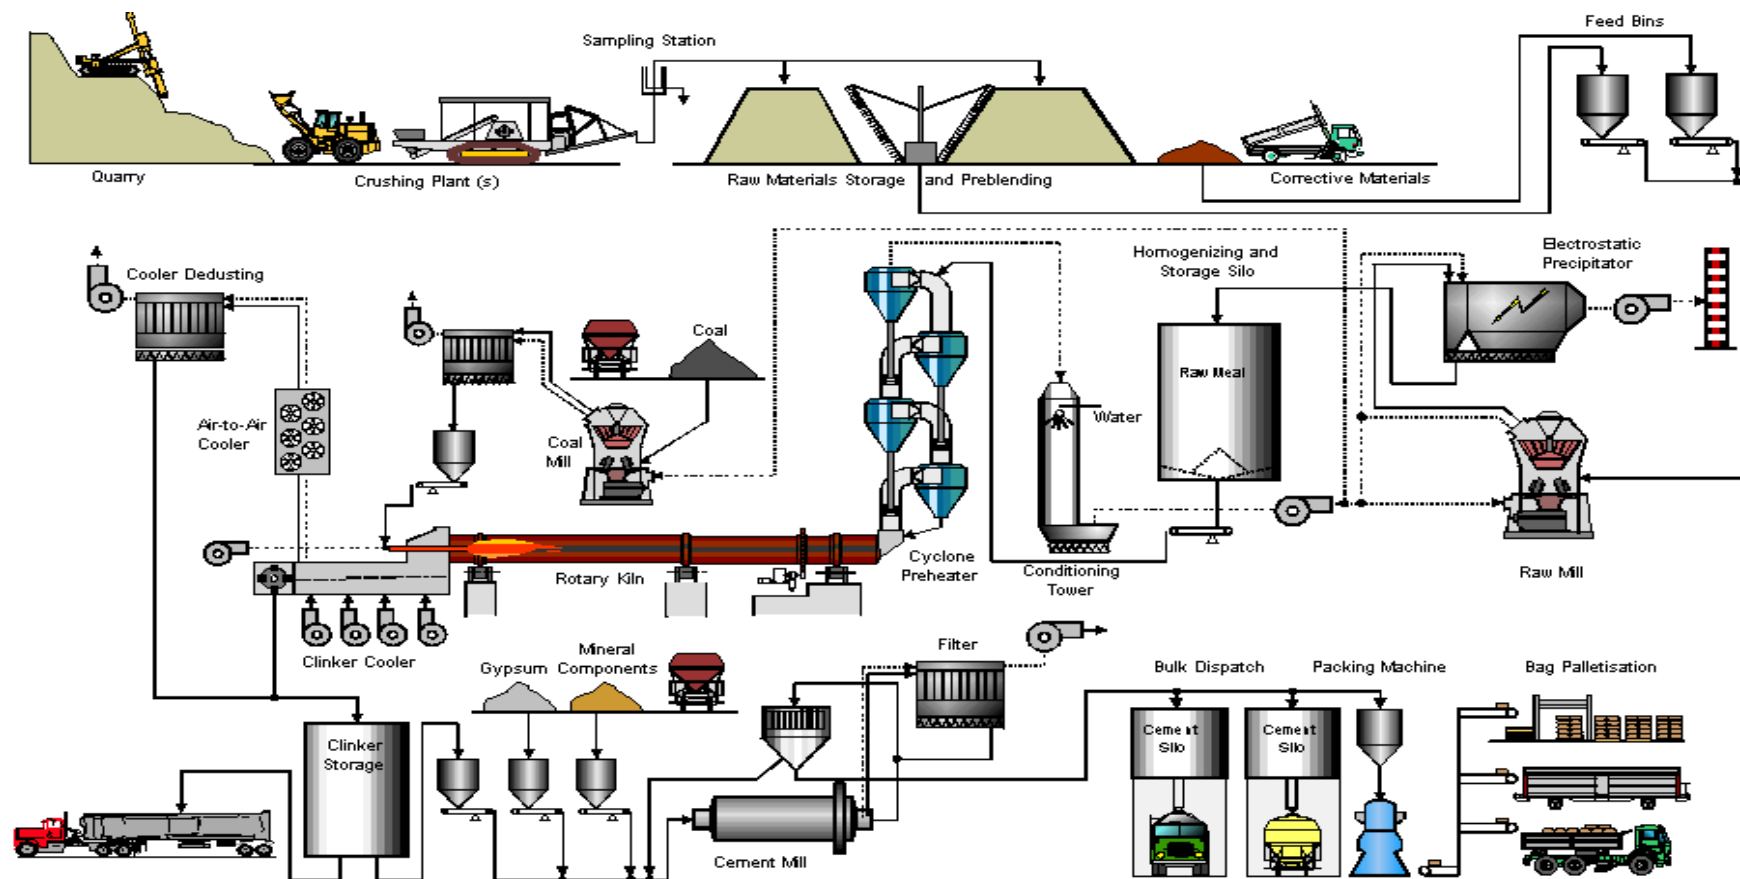 Feed Bins
Sampling Station
Quarry
Crushing Plant (s)
Raw Materials Storage and Preblending
Corrective Materials
Cooler Dedusting
Homogenizing and
Storage Silo
Electrostatic
Precipitator
Coal
Raw Meal
Air-to-Air
Cooler
Water
Coal
Mill
Rotary Kiln
Cyclone
Preheater
Conditioning
Tower
Raw Mill
Clinker Cooler
Gypsum
Mineral
Components
Filter
Bulk Dispatch
Packing Machine
Bag Palletisation
Clinker
Storage
Cement
Silo
Cement
Silo
Cement Mill